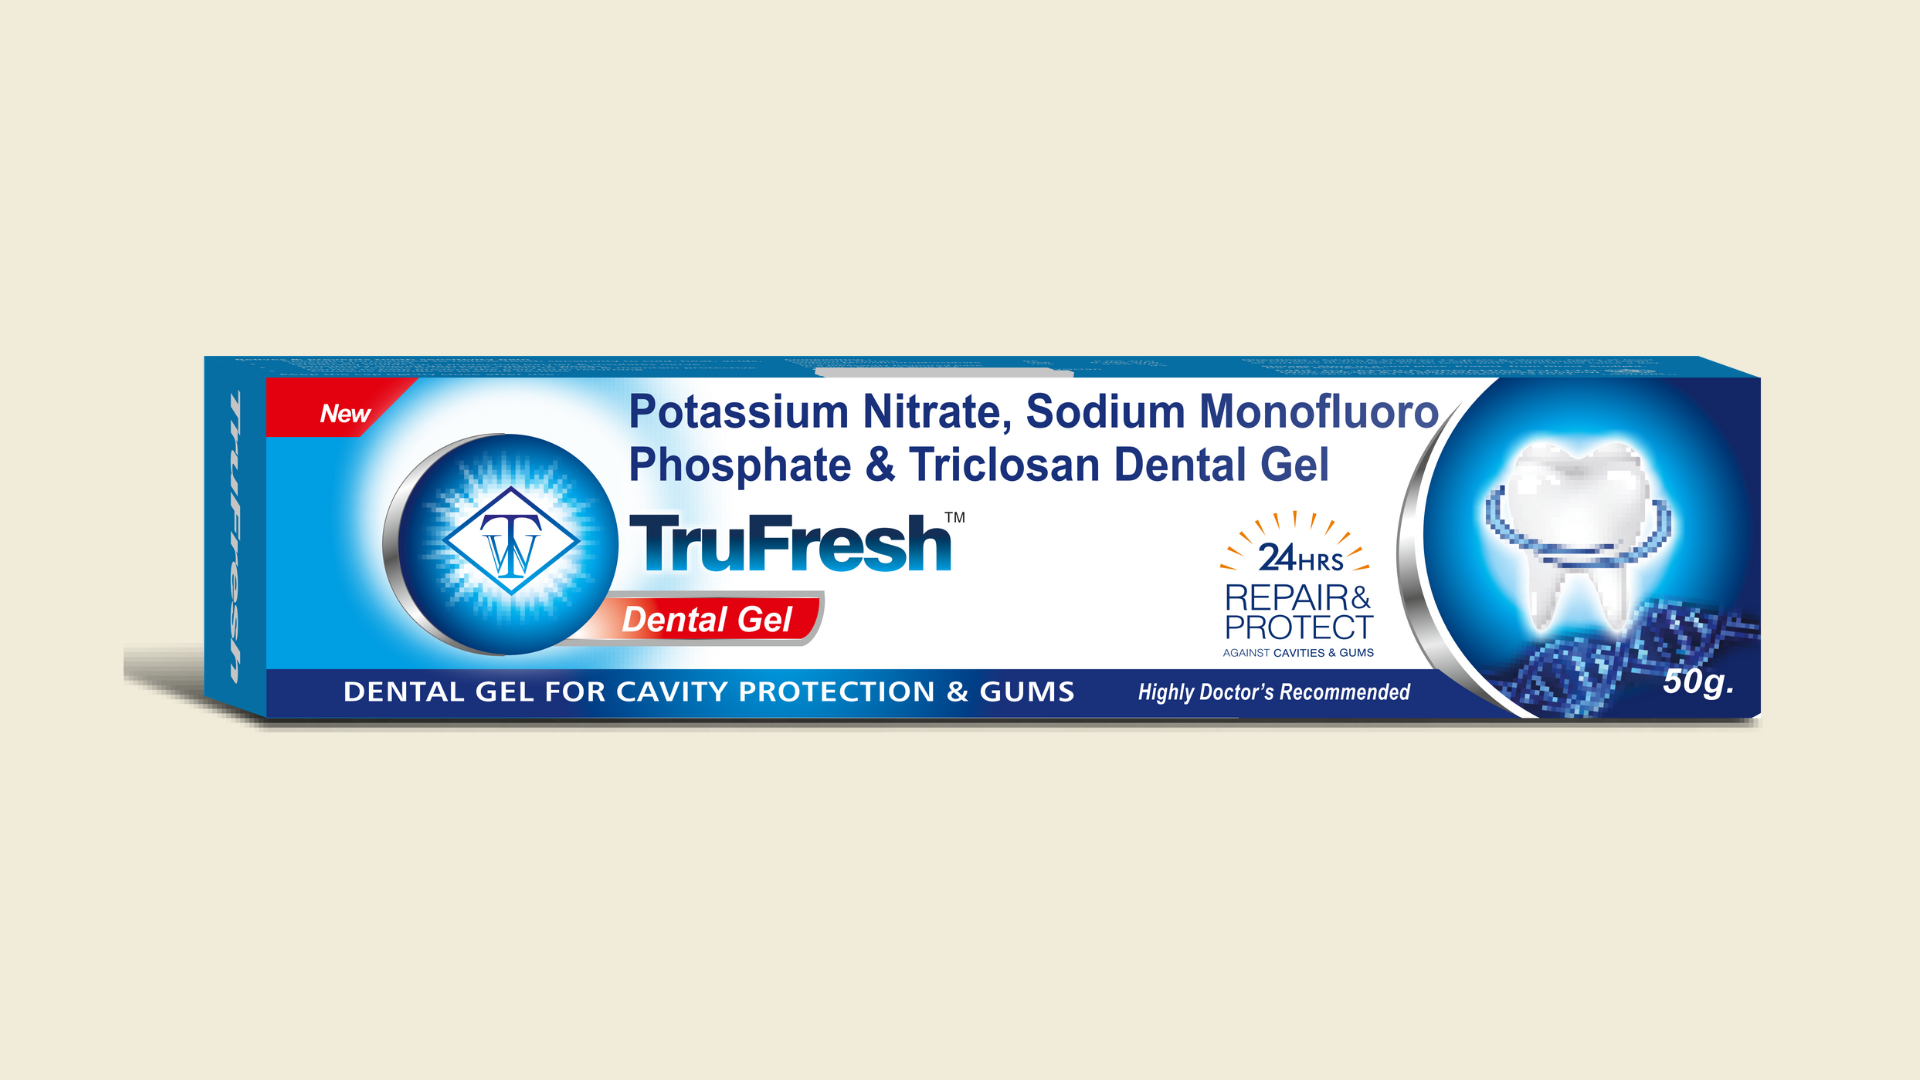 New
Potassium Nitrate, Sodium Monofluoro
Phosphate & Triclosan Dental Gel
TW
TruFresh™
Dental Gel
24HRS
REPAIR&
PROTECT
AGAINST CAVITIES & GUMS
DENTAL GEL FOR CAVITY PROTECTION & GUMS
Highly Doctor's Recommended
50g.
TruFresh